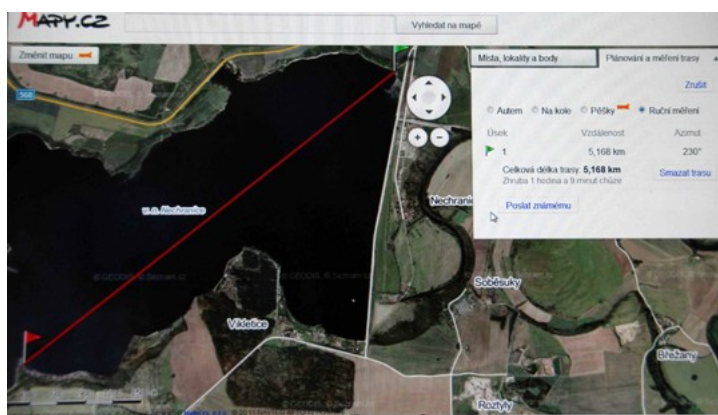 MAPY.CZ
Vyhledat na mapě
Změnit mapu
568
Místa, lokality a body
Plánování a měření trasy
Zrušit
Autem
Na kole
Pěšky
Ruční měření
Úsek
Vzdálenost
Azimut
1.
5,168 km
230°
Celková délka trasy 5,168 km
Zhruba 1 hodina a 9 minut chůze
Smazat trasu
Poslat známému
v. n. Nechranice
Soběsuky
Vikletice
Břežany
Roztyly